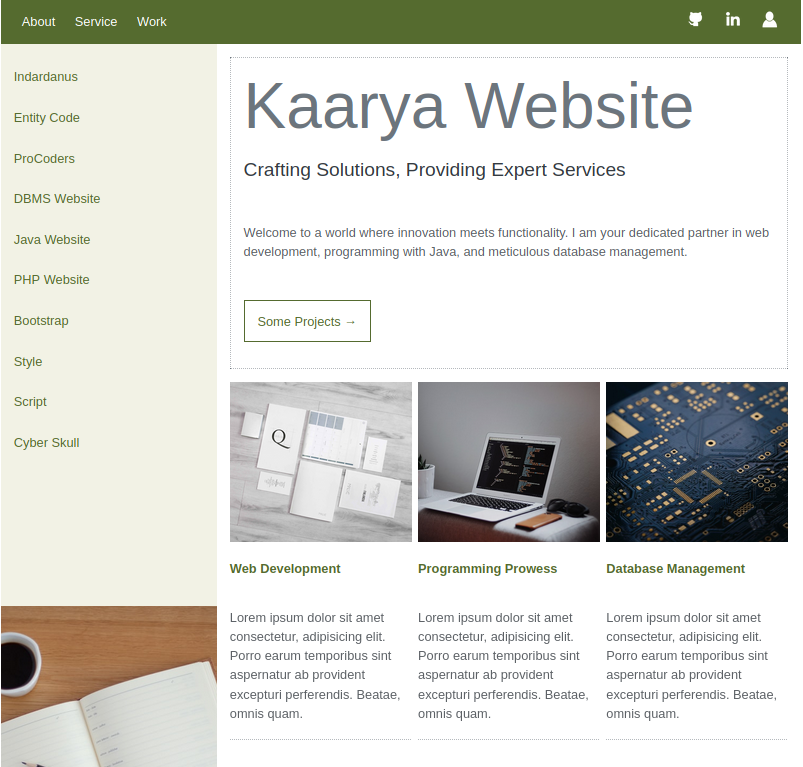 About Service Work
Indardanus
Entity Code
ProCoders
DBMS Website
Java Website
PHP Website
Bootstrap
Style
Script
Cyber Skull
Kaarya Website
Crafting Solutions, Providing Expert Services
Welcome to a world where innovation meets functionality. I am your dedicated partner in web
development, programming with Java, and meticulous database management.
Some Projects →
Q
Web Development
Lorem ipsum dolor sit amet
consectetur, adipisicing elit.
Porro earum temporibus sint
aspernatur ab provident
excepturi perferendis. Beatae,
omnis quam.
Programming Prowess
Lorem ipsum dolor sit amet
consectetur, adipisicing elit.
Porro earum temporibus sint
aspernatur ab provident
excepturi perferendis. Beatae,
omnis quam.
Database Management
Lorem ipsum dolor sit amet
consectetur, adipisicing elit.
Porro earum temporibus sint
aspernatur ab provident
excepturi perferendis. Beatae,
omnis quam.